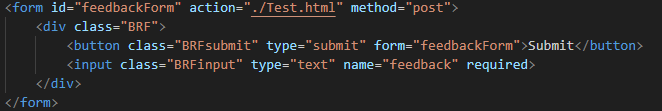 <form id="feedbackForm" action="./Test.html" method="post">
<div class="BRF">
<button class="BRFsubmit" type="submit" form="feedbackForm">Submit</button>
<input class="BRFinput" type="text" name="feedback" required>
</div>
</form>